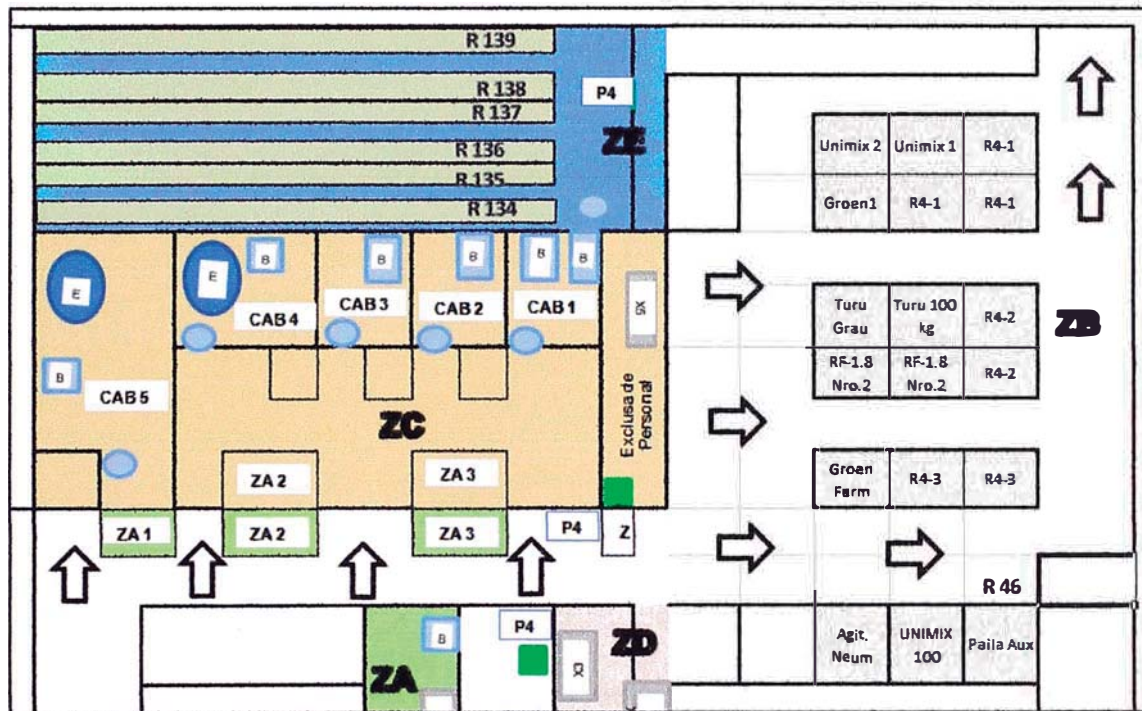 R 139
R 138
R 137
R 136
R 135
R 134
P4
ZE
Unimix 2
Unimix 1
R4-1
Groen1
R4-1
R4-1
E
B
CAB 5
E
B
CAB 4
B
CAB 3
B
CAB 2
B
CAB 1
B
Exclusa de
Personal
ZC
ZA 2
ZA 3
ZA 1
ZA 2
ZA 3
P4
Z
Turu
Grau
Turu 100
kg
R4-2
RF-1.8
Nro.2
RF-1.8
Nro.2
R4-2
ZB
Groen
Farm
R4-3
R4-3
R 46
Agit.
Neum
UNIMIX
100
Paila Aux
ZA
B
P4
ZD